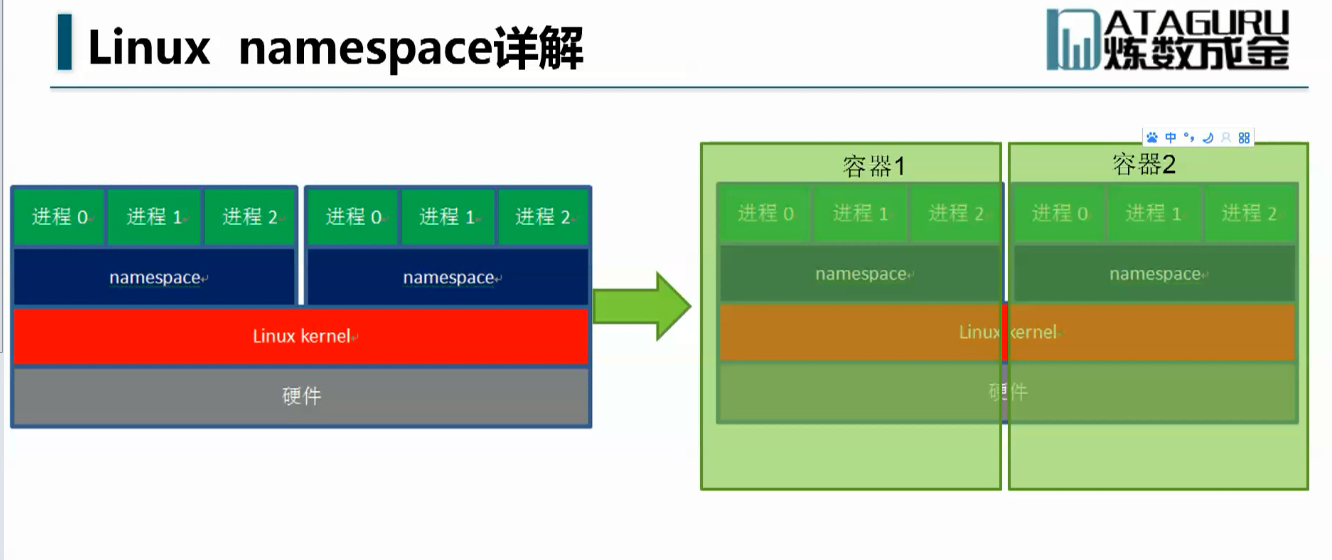 Linux namespace详解
ATAGURU
炼数成金
中
容器1
容器2
进程 0 进程 1 进程 2 进程 0 进程 1 进程 2
进程 0 进程 1 进程 2 进程 0 进程 1 进程 2
namespace namespace
namespace namespace
Linux kernel
Linux kernel
硬件
硬件